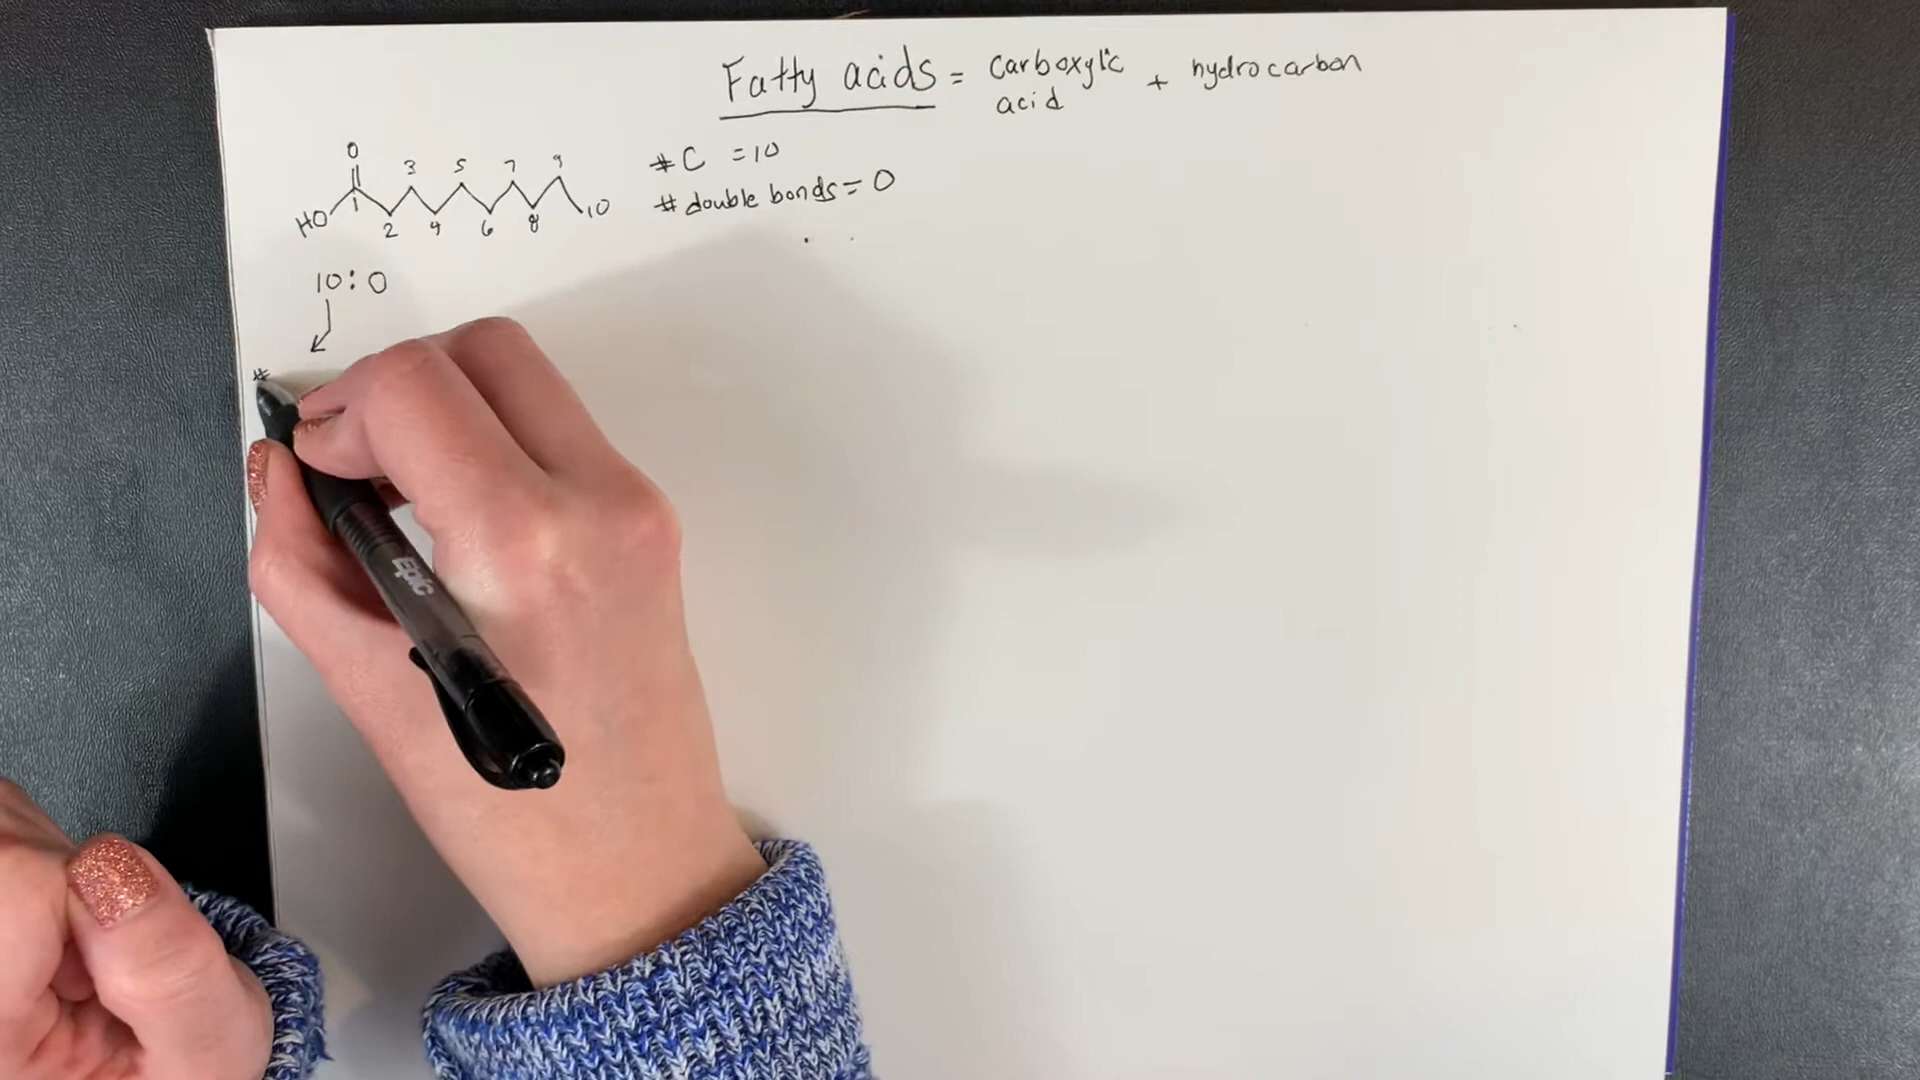 Fatty acids = carboxylic acid + hydrocarbon
O
3 5 7 9
HO 1 10
2 4 6 8
#C = 10
# double bonds = 0
10:0
#
Epic